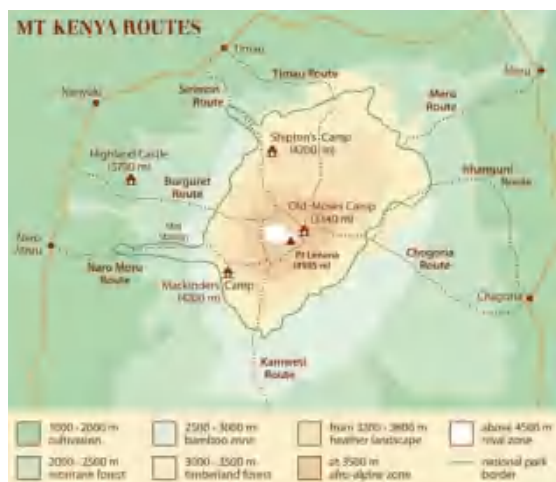 MT KENYA ROUTES
Timau
Timau Route
Meru
Sirimon
Route
Meru
Route
Nanyuki
Shipton's Camp
(4200 m)
Highland Castle
(3790 m)
Ithanguni
Route
Burguret
Route
Old Moses Camp
(3340 m)
Met
Station
Naro
Moru
Pt Lenana
(4985 m)
Chogoria
Route
Naro Moru
Route
Mackinders Camp
(4200 m)
Chogoria
Kamweti
Route
1000 - 2000 m
cultivation
2500 - 3000 m
bamboo zone
from 3200 - 3800 m
heather landscape
above 4500 m
nival zone
2000 - 2500 m
montane forest
3000 - 3500 m
timberland forest
at 3500 m
afro-alpine zone
national park
border